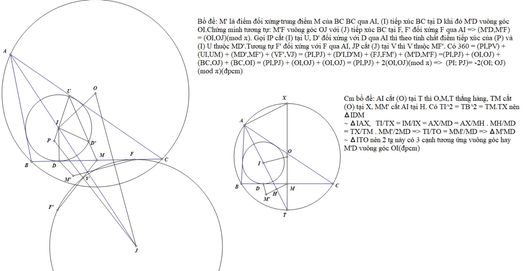 Bổ đề: M' là điểm đối xứng trung điểm M của BC BC qua AI, (I) tiếp xúc BC tại D khi đó M'D vuông góc
OI.Chứng minh tương tự: M'F vuông góc OJ với (J) tiếp xúc BC tại F, F' đối xứng F qua AI => (M'D,M'F)
= (OI,OJ)(mod x). Gọi IP cắt (I) tại U, D' đối xứng với D qua AI thì theo tính chất điểm tiếp xúc của (P) và
(I) U thuộc MD'.Tương tự F' đối xứng với F qua AI, JP cắt (J) tại V thì V thuộc MF'. Có 360 = (PI,PV) +
(UI,UM) + (MD',MF') + (VF',VJ) = (PI,PJ) + (D'I,D'M) + (FJ,FM') + (M'D,M'F) =(PI,PJ) + (OI,OJ) +
(BC,OJ) + (BC,OI) = (PI,PJ) + (OI,OJ) + (OI,OJ) = (PI,PJ) + 2(OI,OJ)(mod x) => (PI; PJ)= -2(OI; OJ)
(mod x)(đpcm)
Cm bổ đề: AI cắt (O) tại T thì O,M,T thẳng hàng, TM cắt
(O) tại X, MM' cắt AI tại H. Có TI^2 = TB^2 = TM.TX nên
Δ IDM
~ Δ IAX, TI/TX = IM/IX = AX/MD = AX/MH . MH/MD
= TX/TM . MM'/2MD => TI/TO = MM'/MD => Δ M'MD
~ Δ ITO nên 2 tg này có 3 cạnh tương ứng vuông góc hay
M'D vuông góc OI(đpcm)
A
U
O
I
P
D'
B
D
M
F
C
M'
V
F'
J
X
A
O
I
B
D
M
C
H
M'
T